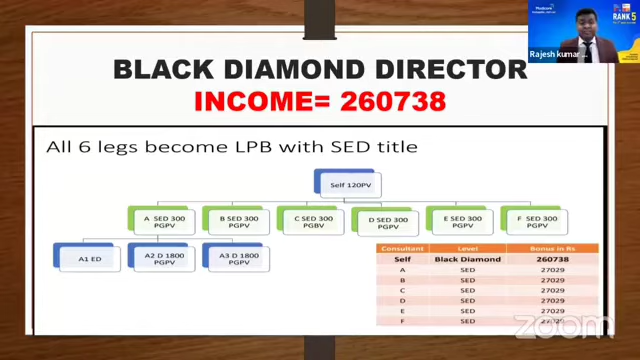 BLACK DIAMOND DIRECTOR
INCOME= 260738
RANK 5
Rajesh kumar
All 6 legs become LPB with SED title
Self 120PV
A SED 300 PGPV
B SED 300 PGPV
C SED 300 PGBV
D SED 300 PGPV
E SED 300 PGPV
F SED 300 PGPV
A1 ED
A2 D 1800 PGPV
A3 D 1800 PGPV
Consultant Level Bonus in Rs
Self Black Diamond 260738
A SED 27029
B SED 27029
C SED 27029
D SED 27029
E SED 27029
F SED 27029
zoom